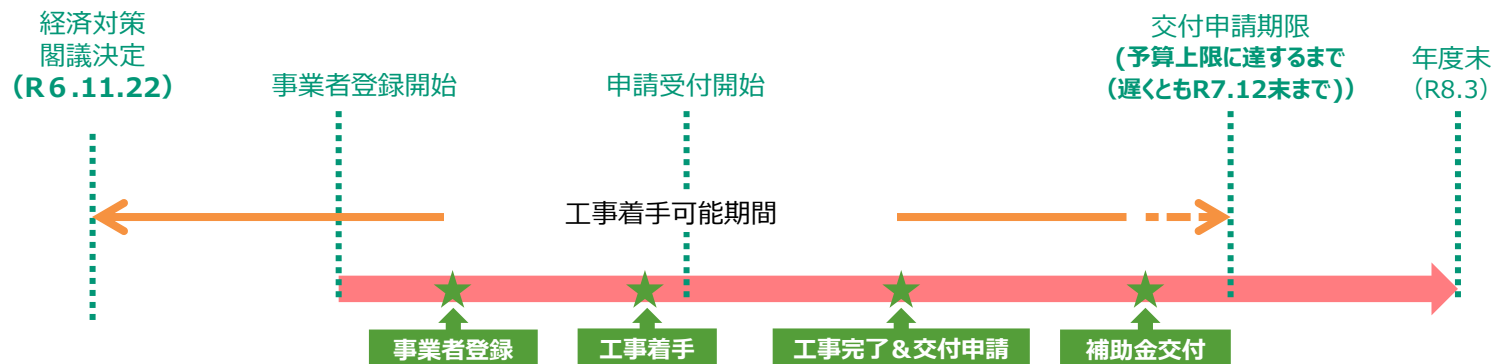 経済対策
閣議決定
（R６.11.22）
事業者登録開始
申請受付開始
交付申請期限
(予算上限に達するまで
（遅くともR7.12末まで))
年度末
（R8.3）
工事着手可能期間
事業者登録
工事着手
工事完了＆交付申請
補助金交付